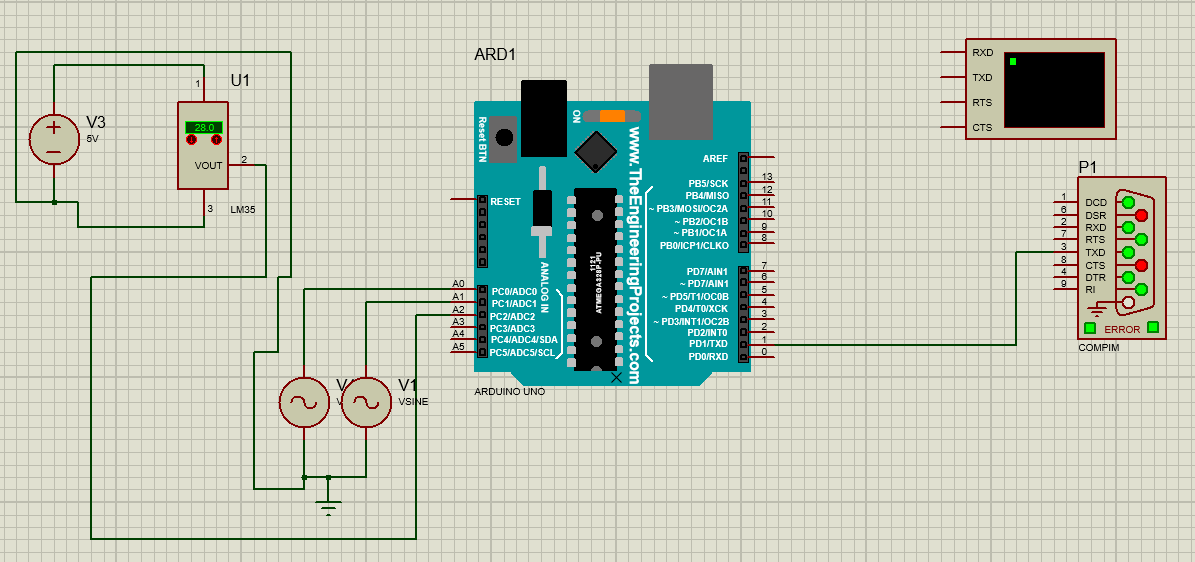 ARD1
U1
1
V3
5V
28.0
VOUT
2
3
LM35
Reset BTN
ON
www.TheEngineeringProjects.com
RESET
ANALOG IN
1121
ATMEGA328P-PU
A0
PC0/ADC0
A1
PC1/ADC1
A2
PC2/ADC2
A3
PC3/ADC3
A4
PC4/ADC4/SDA
A5
PC5/ADC5/SCL
AREF
PB5/SCK 13
PB4/MISO 12
~ PB3/MOSI/OC2A 11
~ PB2/OC1B 10
~ PB1/OC1A 9
PB0/ICP1/CLKO 8
PD7/AIN1 7
~ PD7/AIN1 6
~ PD5/T1/OC0B 5
PD4/T0/XCK 4
~ PD3/INT1/OC2B 3
PD2/INT0 2
PD1/TXD 1
PD0/RXD 0
ARDUINO UNO
V1
VSINE
RXD
TXD
RTS
CTS
P1
1 DCD
6 DSR
2 RXD
7 RTS
3 TXD
8 CTS
4 DTR
9 RI
ERROR
COMPIM